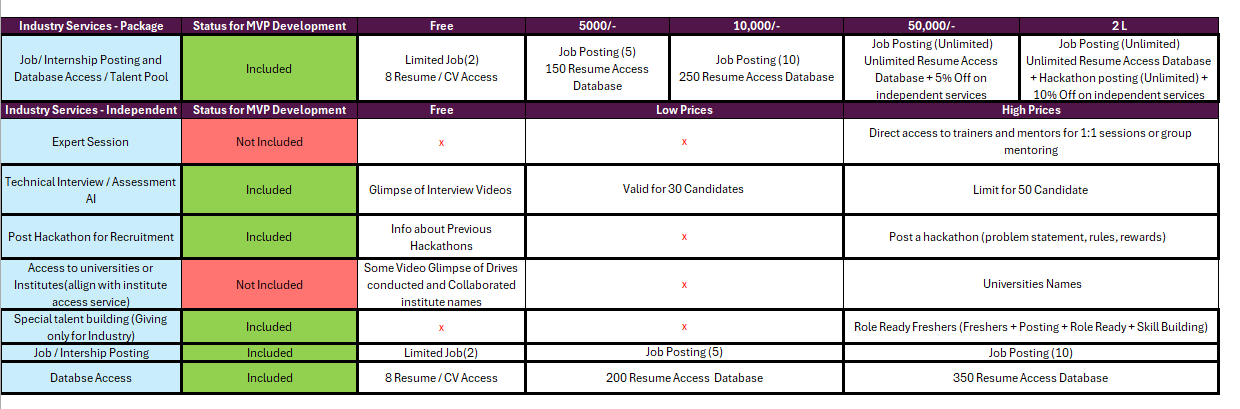 Industry Services - Package Status for MVP Development Free 5000/- 10,000/- 50,000/- 2 L
Job/ Internship Posting and
Database Access / Talent Pool
Included
Limited Job(2)
8 Resume / CV Access
Job Posting (5)
150 Resume Access
Database
Job Posting (10)
250 Resume Access Database
Job Posting (Unlimited)
Unlimited Resume Access
Database + 5% Off on
independent services
Job Posting (Unlimited)
Unlimited Resume Access Database
+ Hackathon posting (Unlimited) +
10% Off on independent services
Industry Services - Independent Status for MVP Development Free Low Prices High Prices
Expert Session
Not Included
x
x
Direct access to trainers and mentors for 1:1 sessions or group
mentoring
Technical Interview / Assessment
AI
Included
Glimpse of Interview Videos
Valid for 30 Candidates
Limit for 50 Candidate
Post Hackathon for Recruitment
Included
Info about Previous
Hackathons
x
Post a hackathon (problem statement, rules, rewards)
Access to universities or
Institutes(allign with institute
access service)
Not Included
Some Video Glimpse of Drives
conducted and Collaborated
institute names
x
Universities Names
Special talent building (Giving
only for Industry)
Included
x
x
Role Ready Freshers (Freshers + Posting + Role Ready + Skill Building)
Job / Intership Posting Included Limited Job(2) Job Posting (5) Job Posting (10)
Databse Access Included 8 Resume / CV Access 200 Resume Access Database 350 Resume Access Database